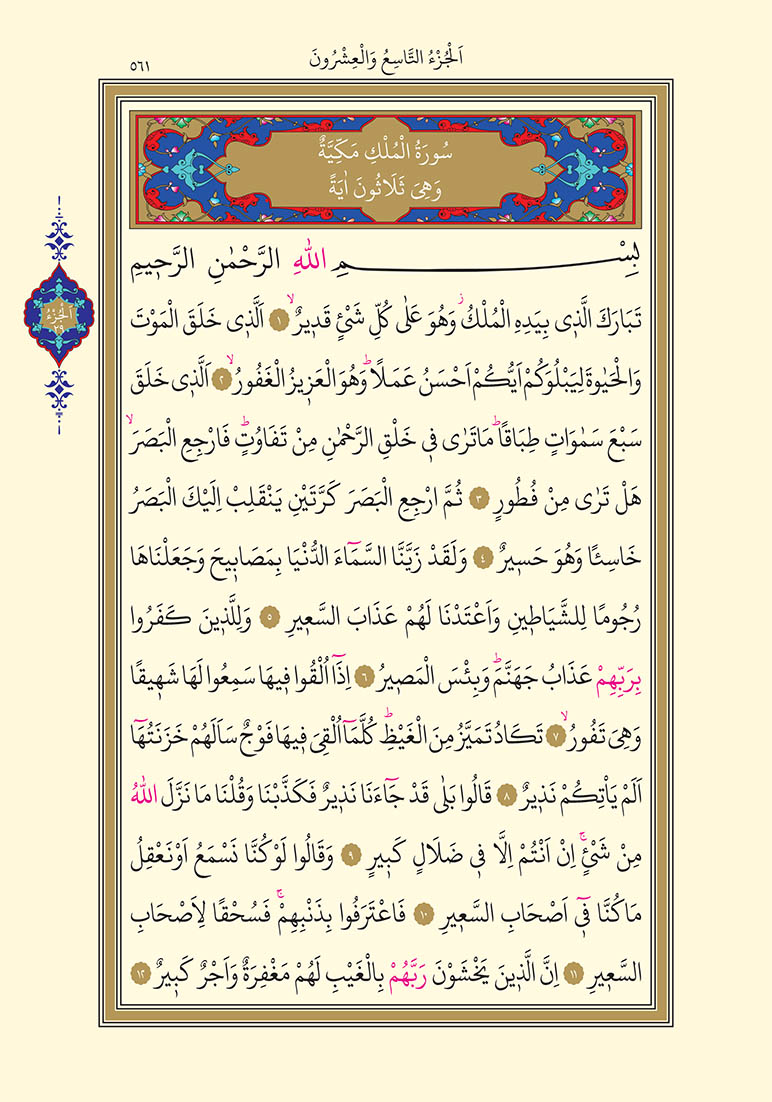 اَلْجُزْءُ التَّاسِعُ وَالْعِشْرُونَ
٥٦١
سُورَةُ الْمُلْكِ مَكِّيَّةٌ
وَهِيَ ثَلَاثُونَ اٰيَةً
اَلْجُزْءُ
٢٩
بِسْمِ اللّٰهِ الرَّحْمٰنِ الرَّحٖيمِ
تَبَارَكَ الَّذٖى بِيَدِهِ الْمُلْكُؗ وَهُوَ عَلٰى كُلِّ شَيْئٍ قَدٖيرٌۙ ﴿١﴾ اَلَّذٖى خَلَقَ الْمَوْتَ
وَالْحَيٰوةَ لِيَبْلُوَكُمْ اَيُّكُمْ اَحْسَنُ عَمَلًاؕ وَهُوَ الْعَزٖيزُ الْغَفُورُۙ ﴿٢﴾ اَلَّذٖى خَلَقَ
سَبْعَ سَمٰوَاتٍ طِبَاقًاؕ مَا تَرٰى فٖى خَلْقِ الرَّحْمٰنِ مِنْ تَفَاوُتٍؕ فَارْجِعِ الْبَصَرَۙ
هَلْ تَرٰى مِنْ فُطُورٍ ﴿٣﴾ ثُمَّ ارْجِعِ الْبَصَرَ كَرَّتَيْنِ يَنْقَلِبْ اِلَيْكَ الْبَصَرُ
خَاسِئًا وَهُوَ حَسٖيرٌ ﴿٤﴾ وَلَقَدْ زَيَّنَّا السَّمَٓاءَ الدُّنْيَا بِمَصَابٖيحَ وَجَعَلْنَاهَا
رُجُومًا لِلشَّيَاطٖينِ وَاَعْتَدْنَا لَهُمْ عَذَابَ السَّعٖيرِ ﴿٥﴾ وَلِلَّذٖينَ كَفَرُوا
بِرَبِّهِمْ عَذَابُ جَهَنَّمَؕ وَبِئْسَ الْمَصٖيرُ ﴿٦﴾ اِذَٓا اُلْقُوا فٖيهَا سَمِعُوا لَهَا شَهٖيقًا
وَهِىَ تَفُورُۙ ﴿٧﴾ تَكَادُ تَمَيَّزُ مِنَ الْغَيْظِؕ كُلَّمَٓا اُلْقِىَ فٖيهَا فَوْجٌ سَاَلَهُمْ خَزَنَتُهَٓا
اَلَمْ يَاْتِكُمْ نَذٖيرٌ ﴿٨﴾ قَالُوا بَلٰى قَدْ جَٓاءَنَا نَذٖيرٌ فَكَذَّبْنَا وَقُلْنَا مَا نَزَّلَ اللّٰهُ
مِنْ شَيْئٍۚ اِنْ اَنْتُمْ اِلَّا فٖى ضَلَالٍ كَبٖيرٍ ﴿٩﴾ وَقَالُوا لَوْ كُنَّا نَسْمَعُ اَوْ نَعْقِلُ
مَا كُنَّا فٖٓى اَصْحَابِ السَّعٖيرِ ﴿١٠﴾ فَاعْتَرَفُوا بِذَنْبِهِمْۚ فَسُحْقًا لِاَصْحَابِ
السَّعٖيرِ ﴿١١﴾ اِنَّ الَّذٖينَ يَخْشَوْنَ رَبَّهُمْ بِالْغَيْبِ لَهُمْ مَغْفِرَةٌ وَاَجْرٌ كَبٖيرٌ ﴿١٢﴾